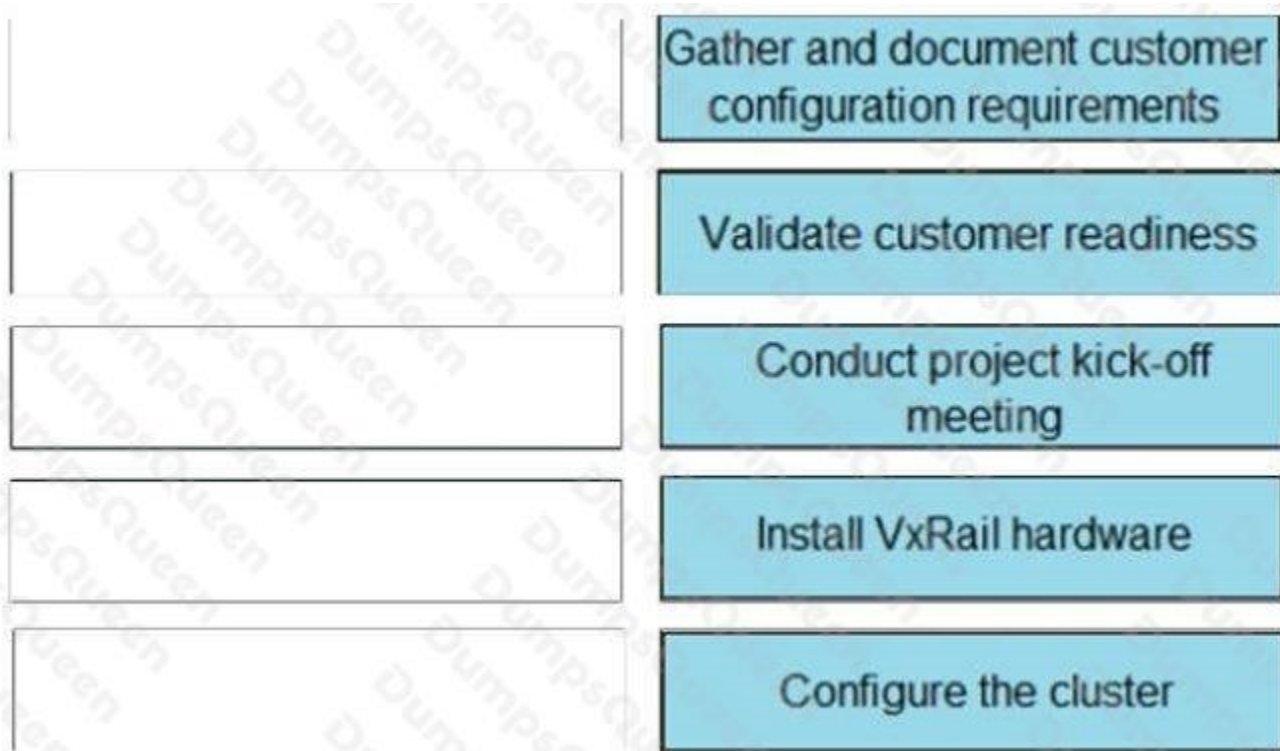 Gather and document customer
configuration requirements
Validate customer readiness
Conduct project kick-off
meeting
Install VxRail hardware
Configure the cluster
DumpsQueen